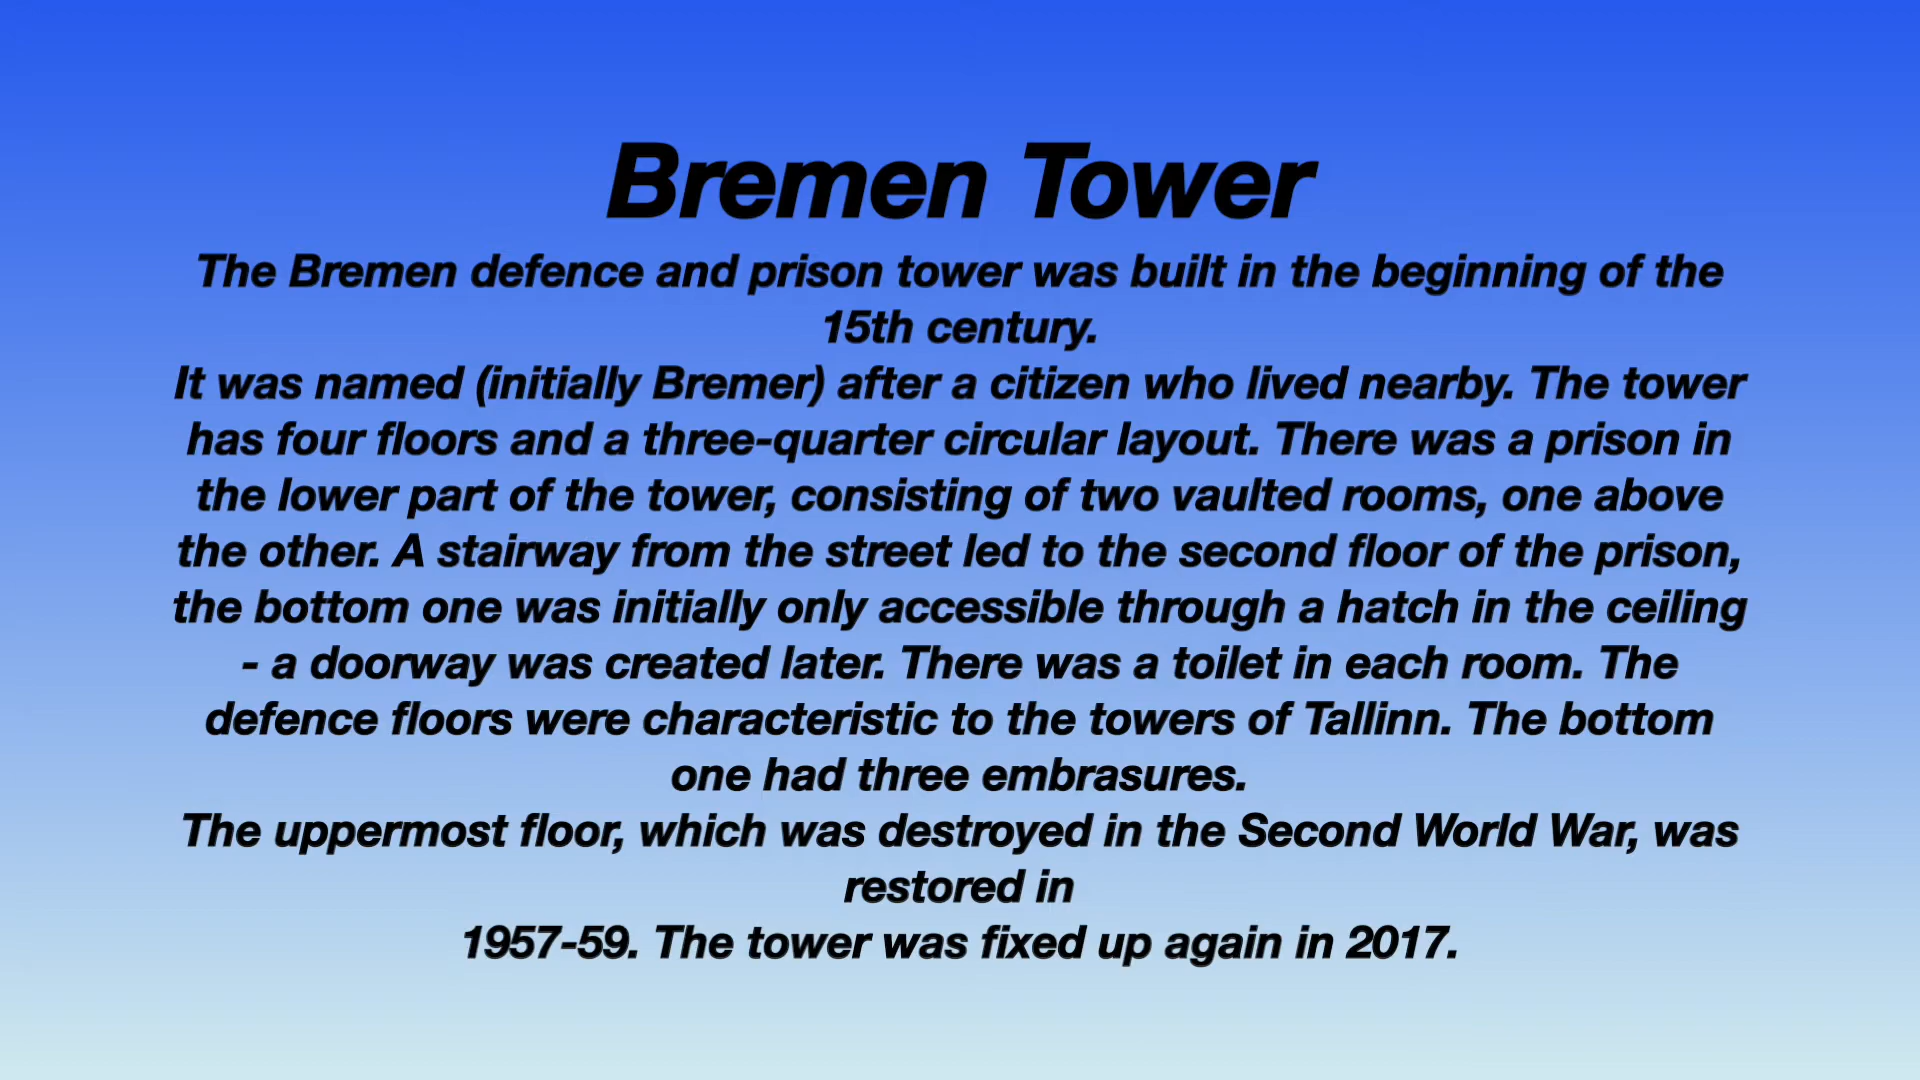 Bremen Tower
The Bremen defence and prison tower was built in the beginning of the
15th century.
It was named (initially Bremer) after a citizen who lived nearby. The tower
has four floors and a three-quarter circular layout. There was a prison in
the lower part of the tower, consisting of two vaulted rooms, one above
the other. A stairway from the street led to the second floor of the prison,
the bottom one was initially only accessible through a hatch in the ceiling
- a doorway was created later. There was a toilet in each room. The
defence floors were characteristic to the towers of Tallinn. The bottom
one had three embrasures.
The uppermost floor, which was destroyed in the Second World War, was
restored in
1957-59. The tower was fixed up again in 2017.